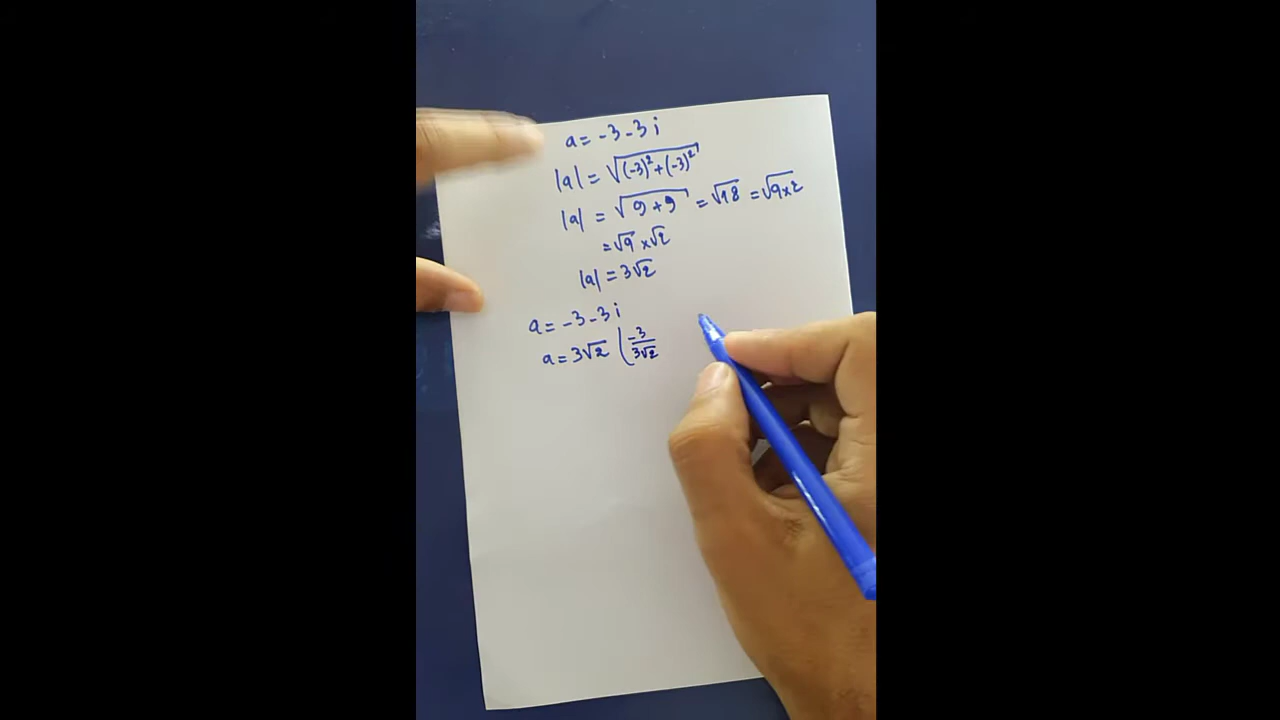 a = -3 - 3i
|a| = √((-3)² + (-3)²)
|a| = √(9 + 9) = √18 = √(9×2)
= √9 × √2
|a| = 3√2
a = -3 - 3i
a = 3√2 ( -3/3√2